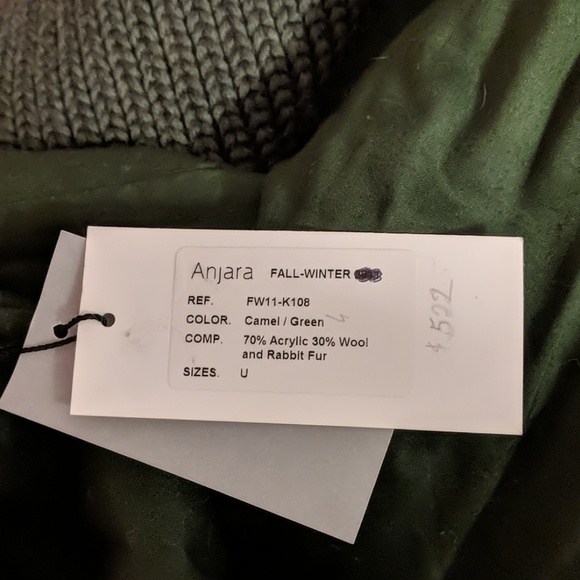 Anjara FALL-WINTER
REF. FW11-K108
COLOR. Camel / Green 4
COMP. 70% Acrylic 30% Wool
and Rabbit Fur
SIZES. U
$522